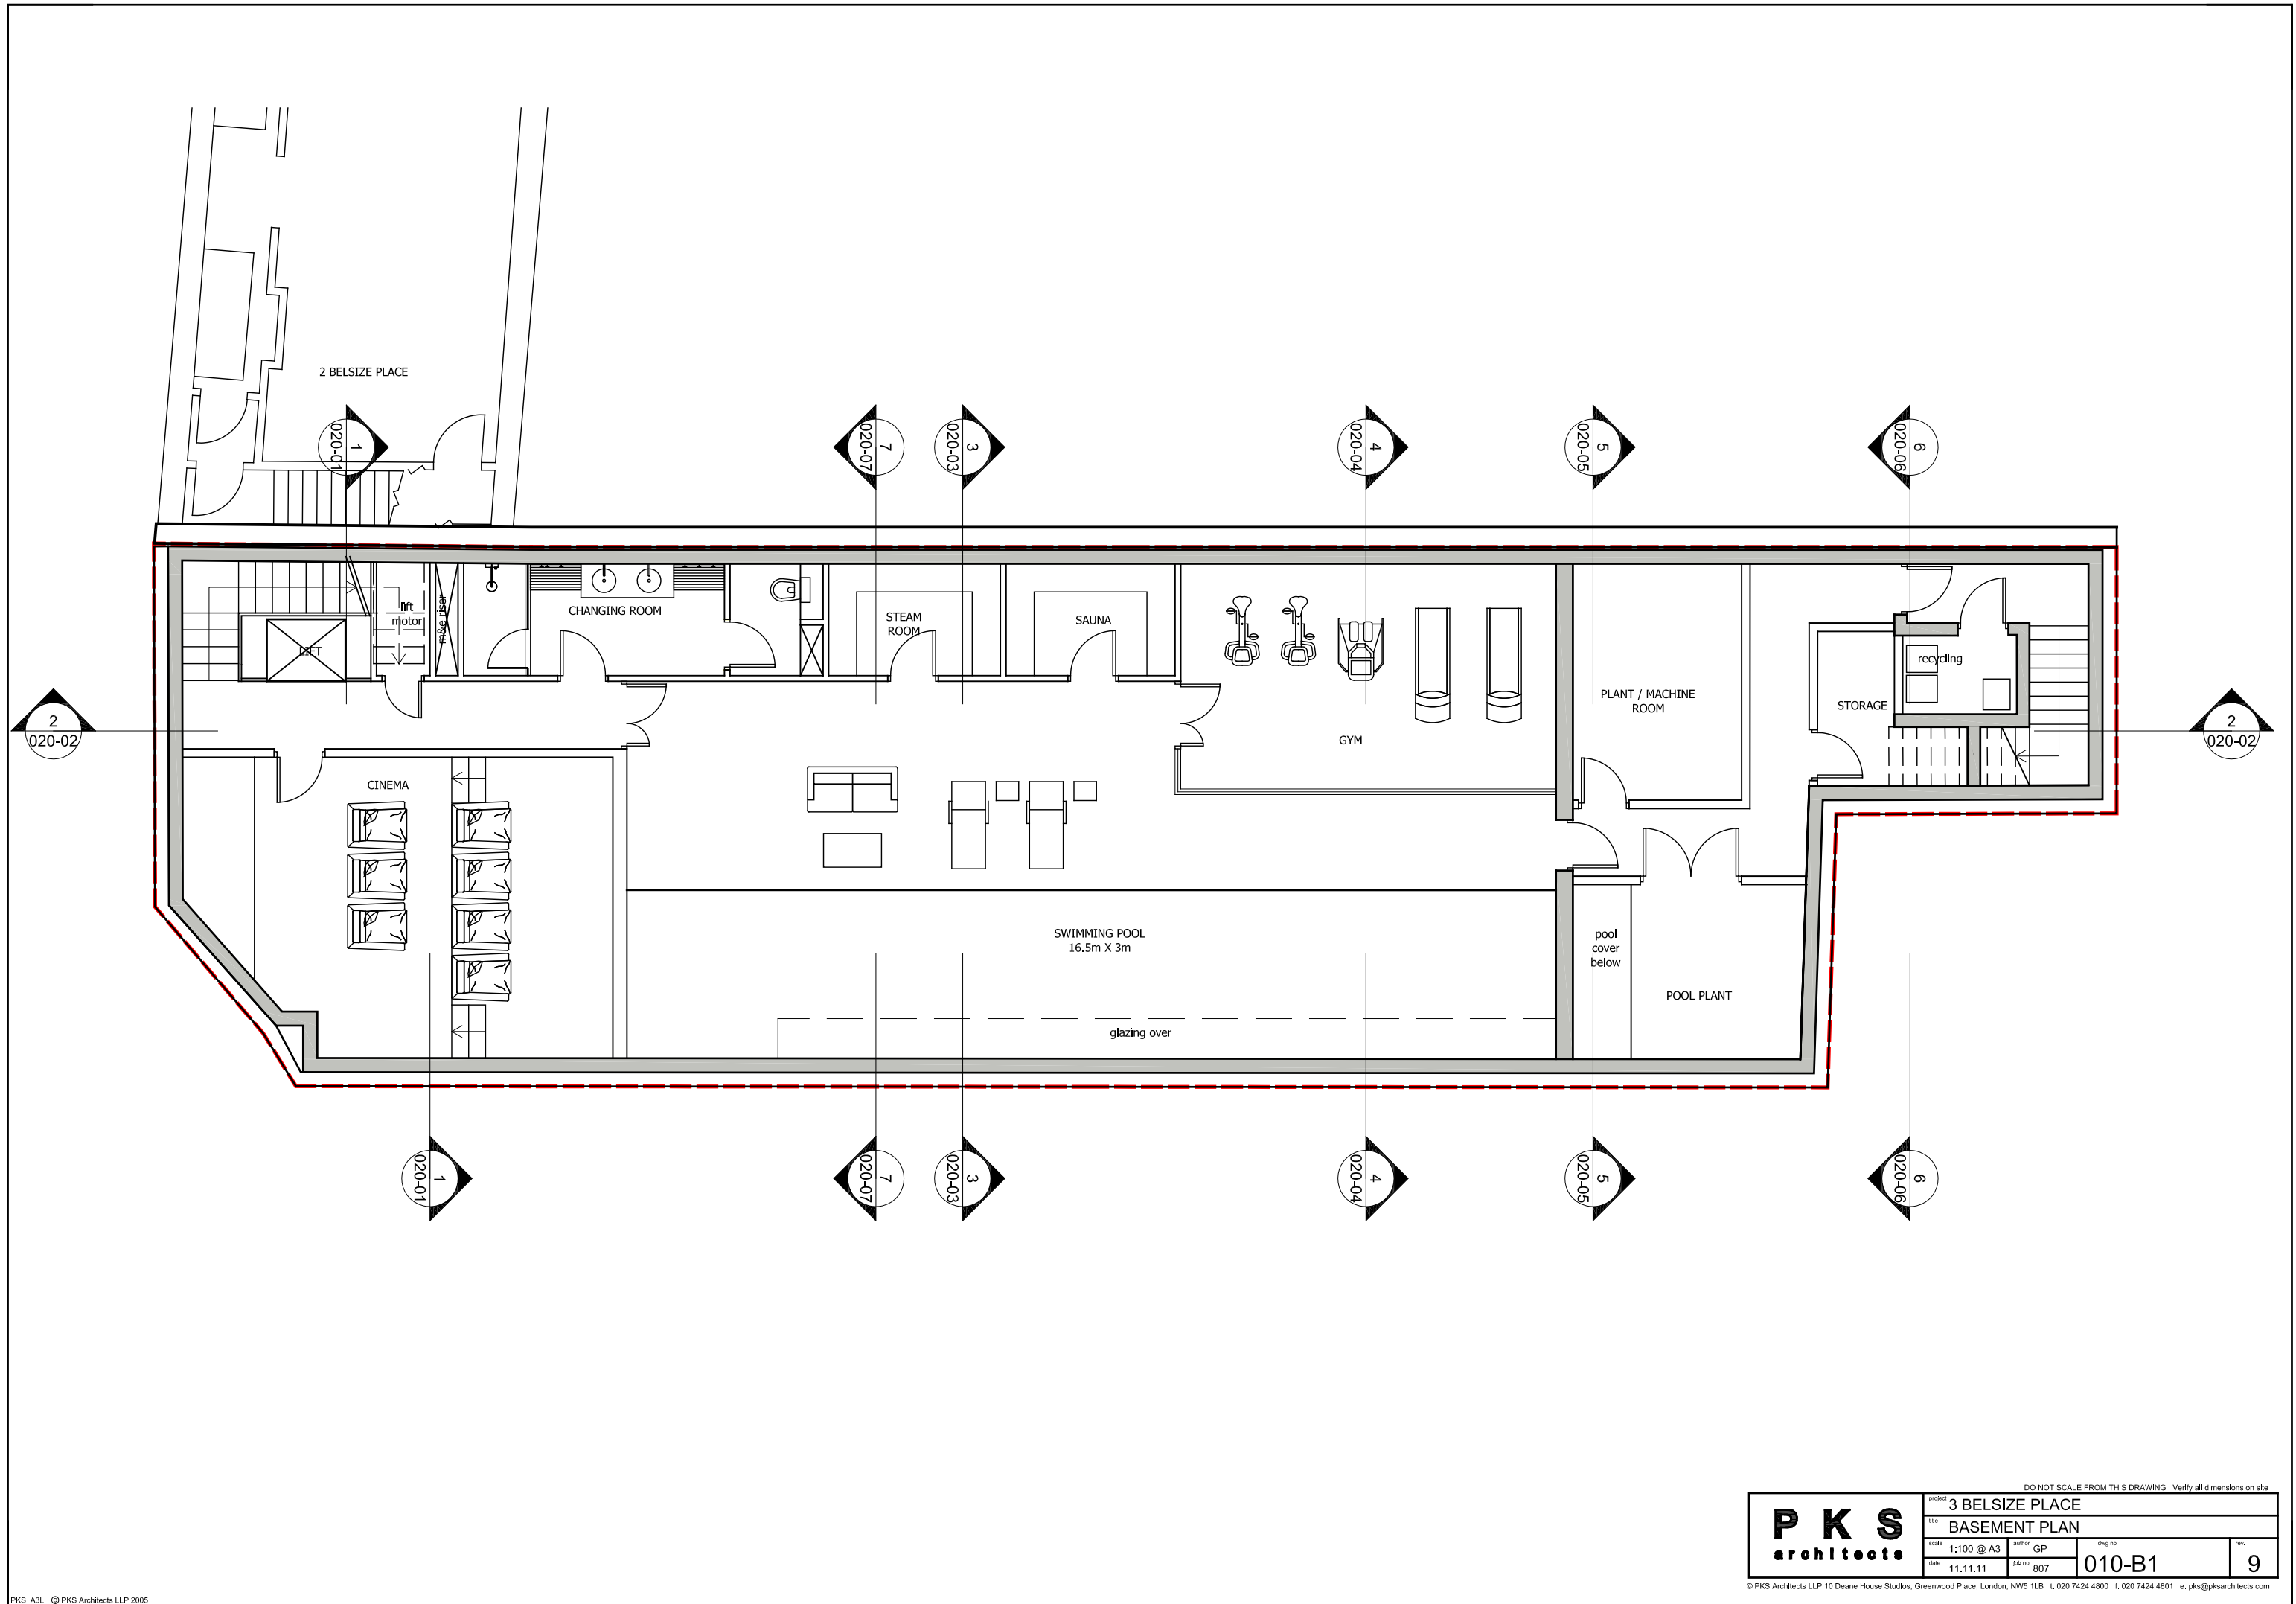 2 BELSIZE PLACE
1
020-01
7
020-07
3
020-03
4
020-04
5
020-05
6
020-06
lift
motor
m&e riser
LIFT
CHANGING ROOM
STEAM
ROOM
SAUNA
recycling
PLANT / MACHINE
ROOM
STORAGE
2
020-02
2
020-02
GYM
CINEMA
SWIMMING POOL
16.5m X 3m
pool
cover
below
POOL PLANT
glazing over
1
020-01
7
020-07
3
020-03
4
020-04
5
020-05
6
020-06
DO NOT SCALE FROM THIS DRAWING ; Verify all dimensions on site
PKS
architects
project 3 BELSIZE PLACE
title BASEMENT PLAN
scale 1:100 @ A3
author GP
dwg no. 010-B1
rev. 9
date 11.11.11
job no. 807
© PKS Architects LLP 10 Deane House Studios, Greenwood Place, London, NW5 1LB t. 020 7424 4800 f. 020 7424 4801 e. pks@pksarchitects.com
PKS A3L © PKS Architects LLP 2005